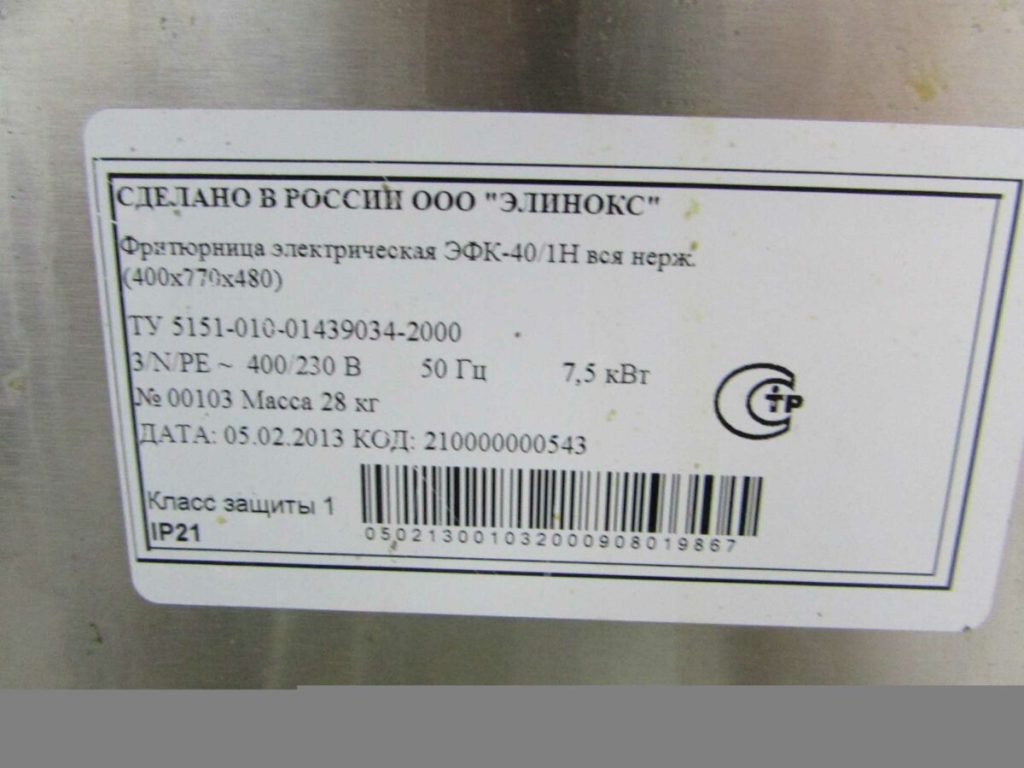 СДЕЛАНО В РОССИИ ООО "ЭЛИНОКС"
Фритюрница электрическая ЭФК-40/1Н вся нерж.
(400х770х480)
ТУ 5151-010-01439034-2000
3/N/PE ~ 400/230 В 50 Гц 7,5 кВт
№ 00103 Масса 28 кг
ДАТА: 05.02.2013 КОД: 210000000543
Класс защиты 1
IP21
050213001032000908019867
СТР